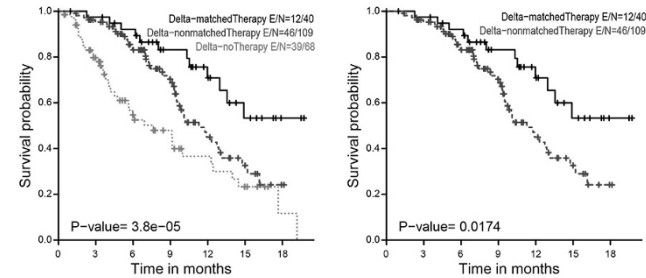 Delta-matchedTherapy E/N=12/40
Delta-nonmatchedTherapy E/N=46/109
Delta-noTherapy E/N=39/68
Survival probability
1.0
0.8
0.6
0.4
0.2
0.0
P-value= 3.8e-05
0 3 6 9 12 15 18
Time in months
Delta-matchedTherapy E/N=12/40
Delta-nonmatchedTherapy E/N=46/109
Survival probability
1.0
0.8
0.6
0.4
0.2
0.0
P-value= 0.0174
0 3 6 9 12 15 18
Time in months